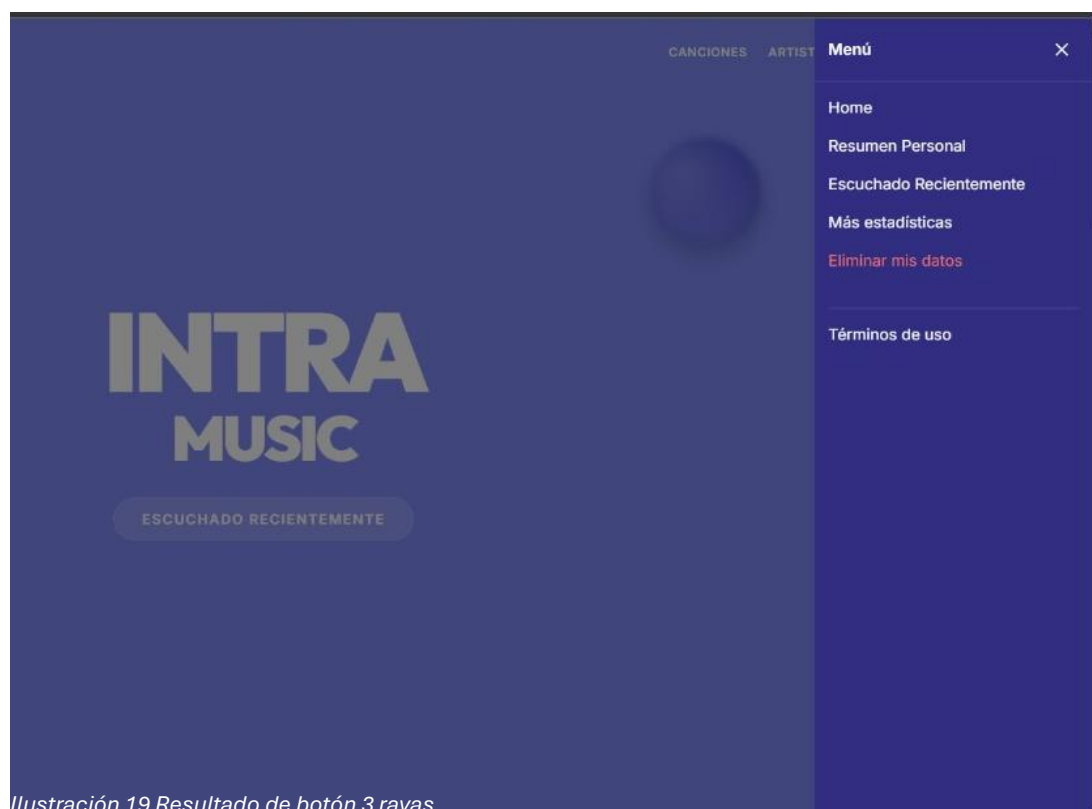 CANCIONES ARTIST
Menú
Home
Resumen Personal
Escuchado Recientemente
Más estadísticas
Eliminar mis datos
Términos de uso
INTRA
MUSIC
ESCUCHADO RECIENTEMENTE
Ilustración 19 Resultado de botón 3 rayas